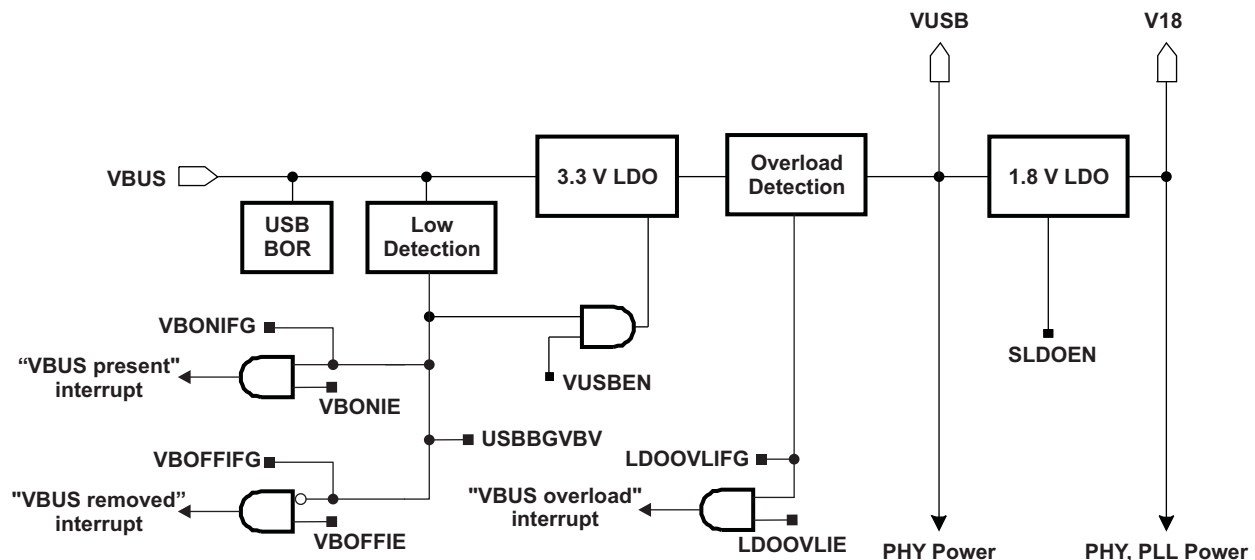 VUSB
V18
VBUS
USB
BOR
Low
Detection
3.3 V LDO
Overload
Detection
1.8 V LDO
VBONIFG
“VBUS present"
interrupt
VBONIE
VUSBEN
SLDOEN
USBBGVBV
VBOFFIFG
"VBUS removed”
interrupt
VBOFFIE
LDOOVLIFG
"VBUS overload"
interrupt
LDOOVLIE
PHY Power
PHY, PLL Power